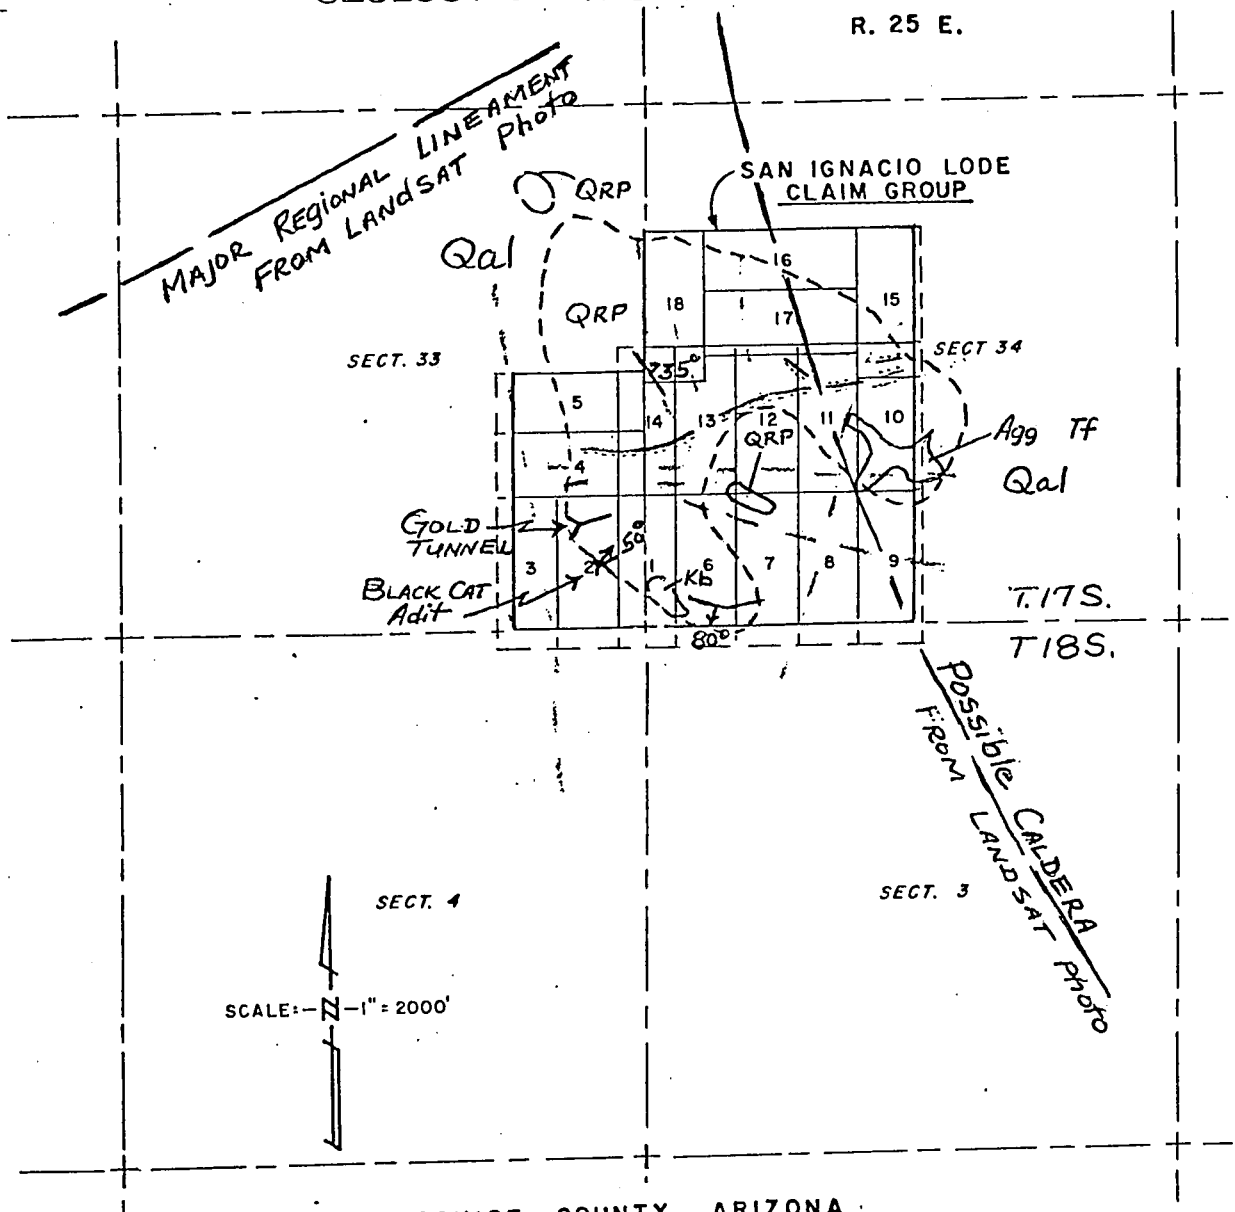 R. 25 E.
MAJOR REGIONAL LINEAMENT
FROM LANDSAT Photo
SAN IGNACIO LODE
CLAIM GROUP
QRP
Qal
QRP
16
18
17
15
SECT. 33
SECT 34
35°
5
14
13
12
11
10
QRP
Agg Tf
Qal
4
GOLD
TUNNEL
50°
3
2
1
6
7
8
9
Kb
BLACK CAT
Adit
80°
T.17S.
T18S.
Possible CALDERA
FROM LANDSAT Photo
SECT. 4
SECT. 3
SCALE:-N-1"=2000'
COUNTY ARIZONA